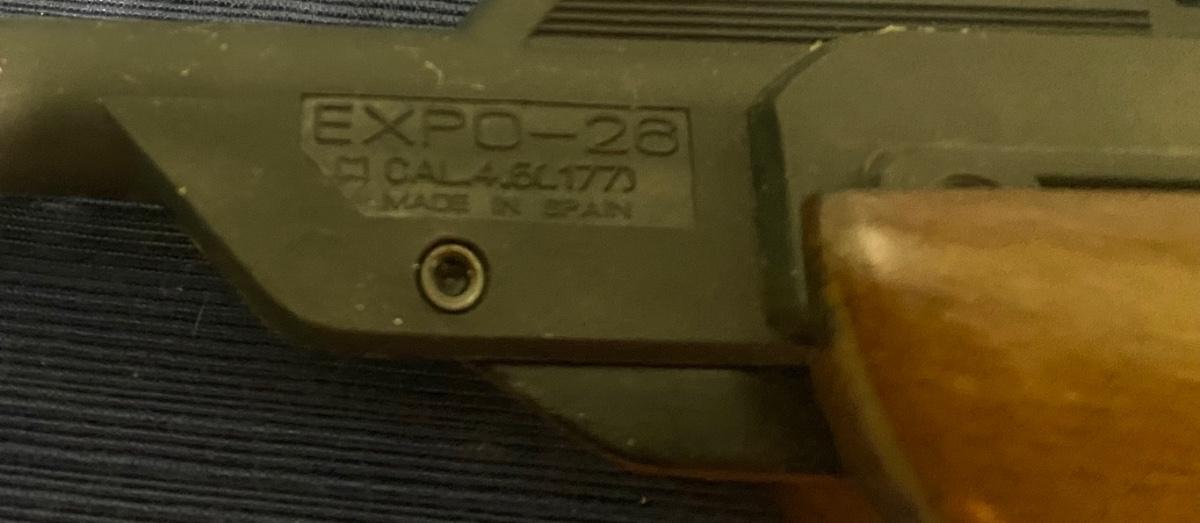 EXPO-28
CAL.4.5(.177)
MADE IN SPAIN